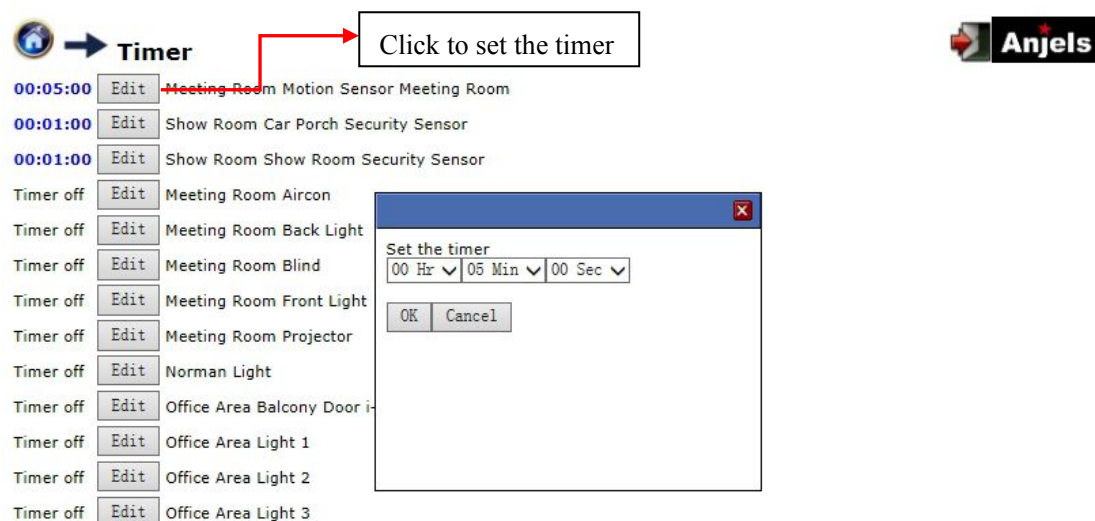 Timer
Click to set the timer
Anjels
00:05:00 Edit Meeting Room Motion Sensor Meeting Room
00:01:00 Edit Show Room Car Porch Security Sensor
00:01:00 Edit Show Room Show Room Security Sensor
Timer off Edit Meeting Room Aircon
Timer off Edit Meeting Room Back Light
Timer off Edit Meeting Room Blind
Timer off Edit Meeting Room Front Light
Timer off Edit Meeting Room Projector
Timer off Edit Norman Light
Timer off Edit Office Area Balcony Door i-
Timer off Edit Office Area Light 1
Timer off Edit Office Area Light 2
Timer off Edit Office Area Light 3
Set the timer
00 Hr 05 Min 00 Sec
OK Cancel